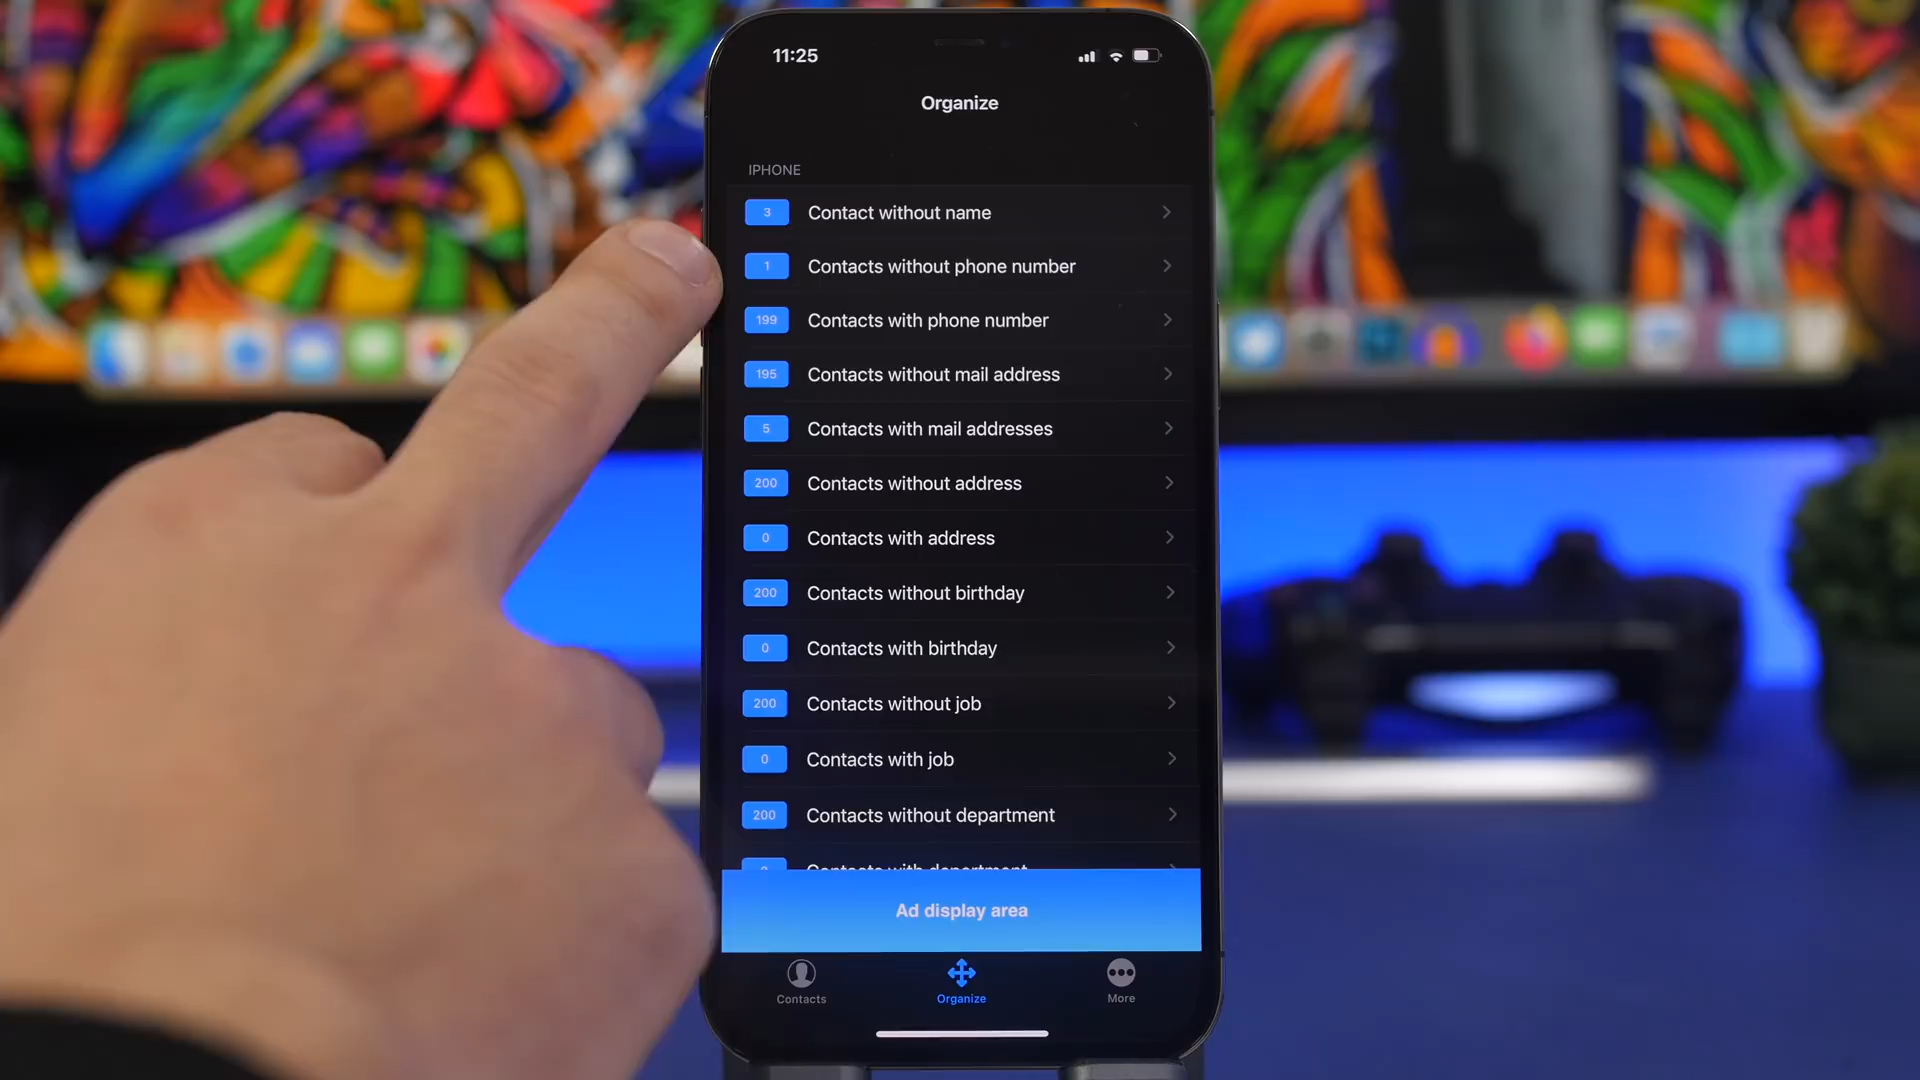 11:25
Organize
IPHONE
3 Contact without name
1 Contacts without phone number
199 Contacts with phone number
195 Contacts without mail address
5 Contacts with mail addresses
200 Contacts without address
0 Contacts with address
200 Contacts without birthday
0 Contacts with birthday
200 Contacts without job
0 Contacts with job
200 Contacts without department
Contacts with department
Ad display area
Contacts
Organize
More